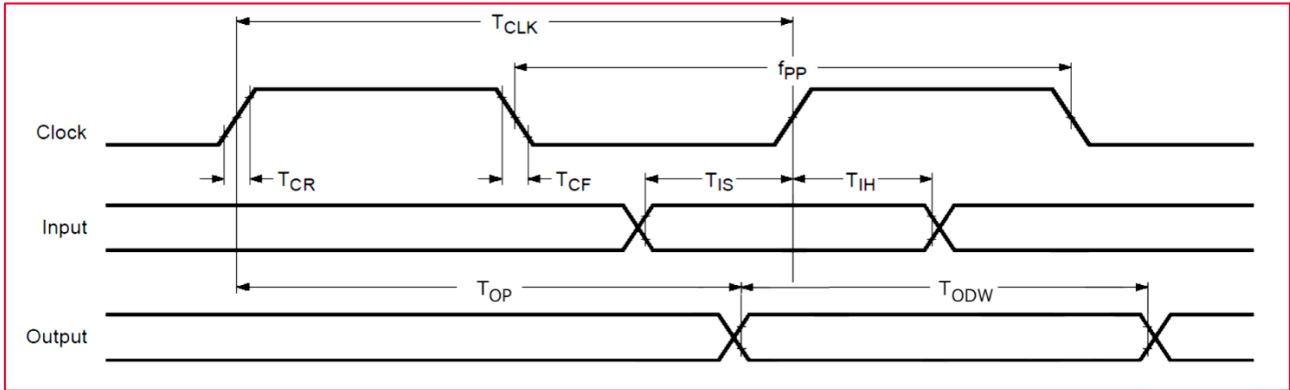 TCLK
fPP
Clock
TCR
TCF
TIS
TIH
Input
TOP
TODW
Output